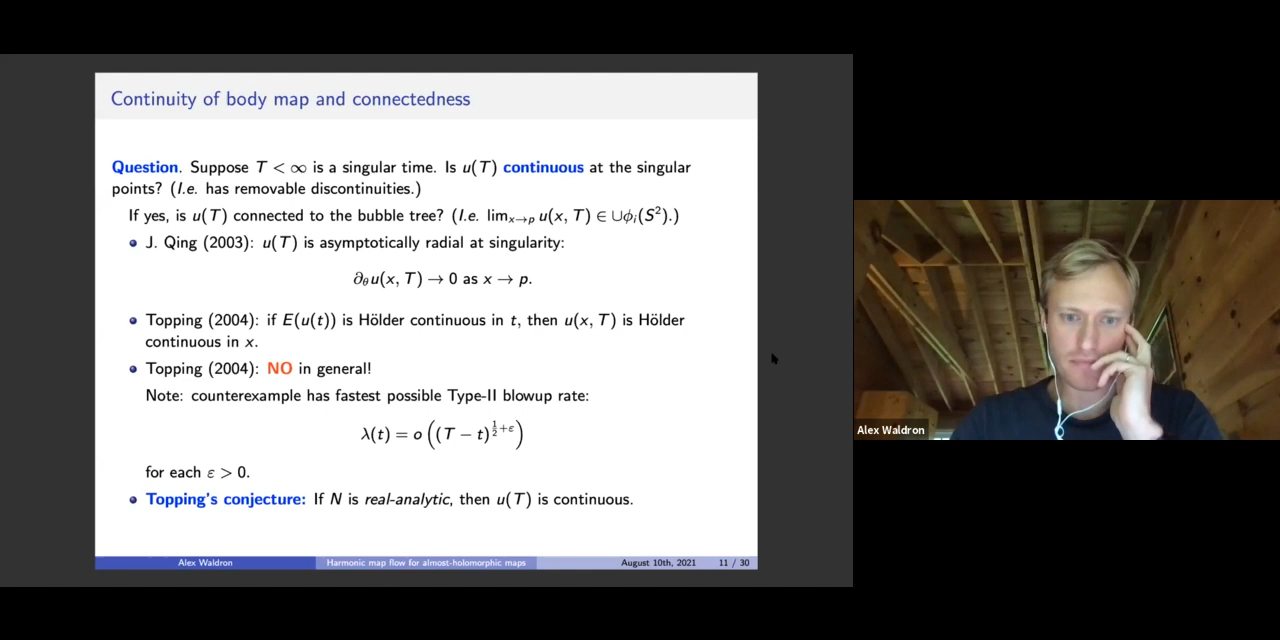 Continuity of body map and connectedness
Question. Suppose T < ∞ is a singular time. Is u(T) continuous at the singular
points? (I.e. has removable discontinuities.)
If yes, is u(T) connected to the bubble tree? (I.e. lim_{x→p} u(x, T) ∈ ∪ϕ_i(S²).)
• J. Qing (2003): u(T) is asymptotically radial at singularity:
∂_θ u(x, T) → 0 as x → p.
• Topping (2004): if E(u(t)) is Hölder continuous in t, then u(x, T) is Hölder
continuous in x.
• Topping (2004): NO in general!
Note: counterexample has fastest possible Type-II blowup rate:
λ(t) = o((T − t)^{1/2+ε})
for each ε > 0.
• Topping's conjecture: If N is real-analytic, then u(T) is continuous.
Alex Waldron Harmonic map flow for almost-holomorphic maps August 10th, 2021 11 / 30
Alex Waldron